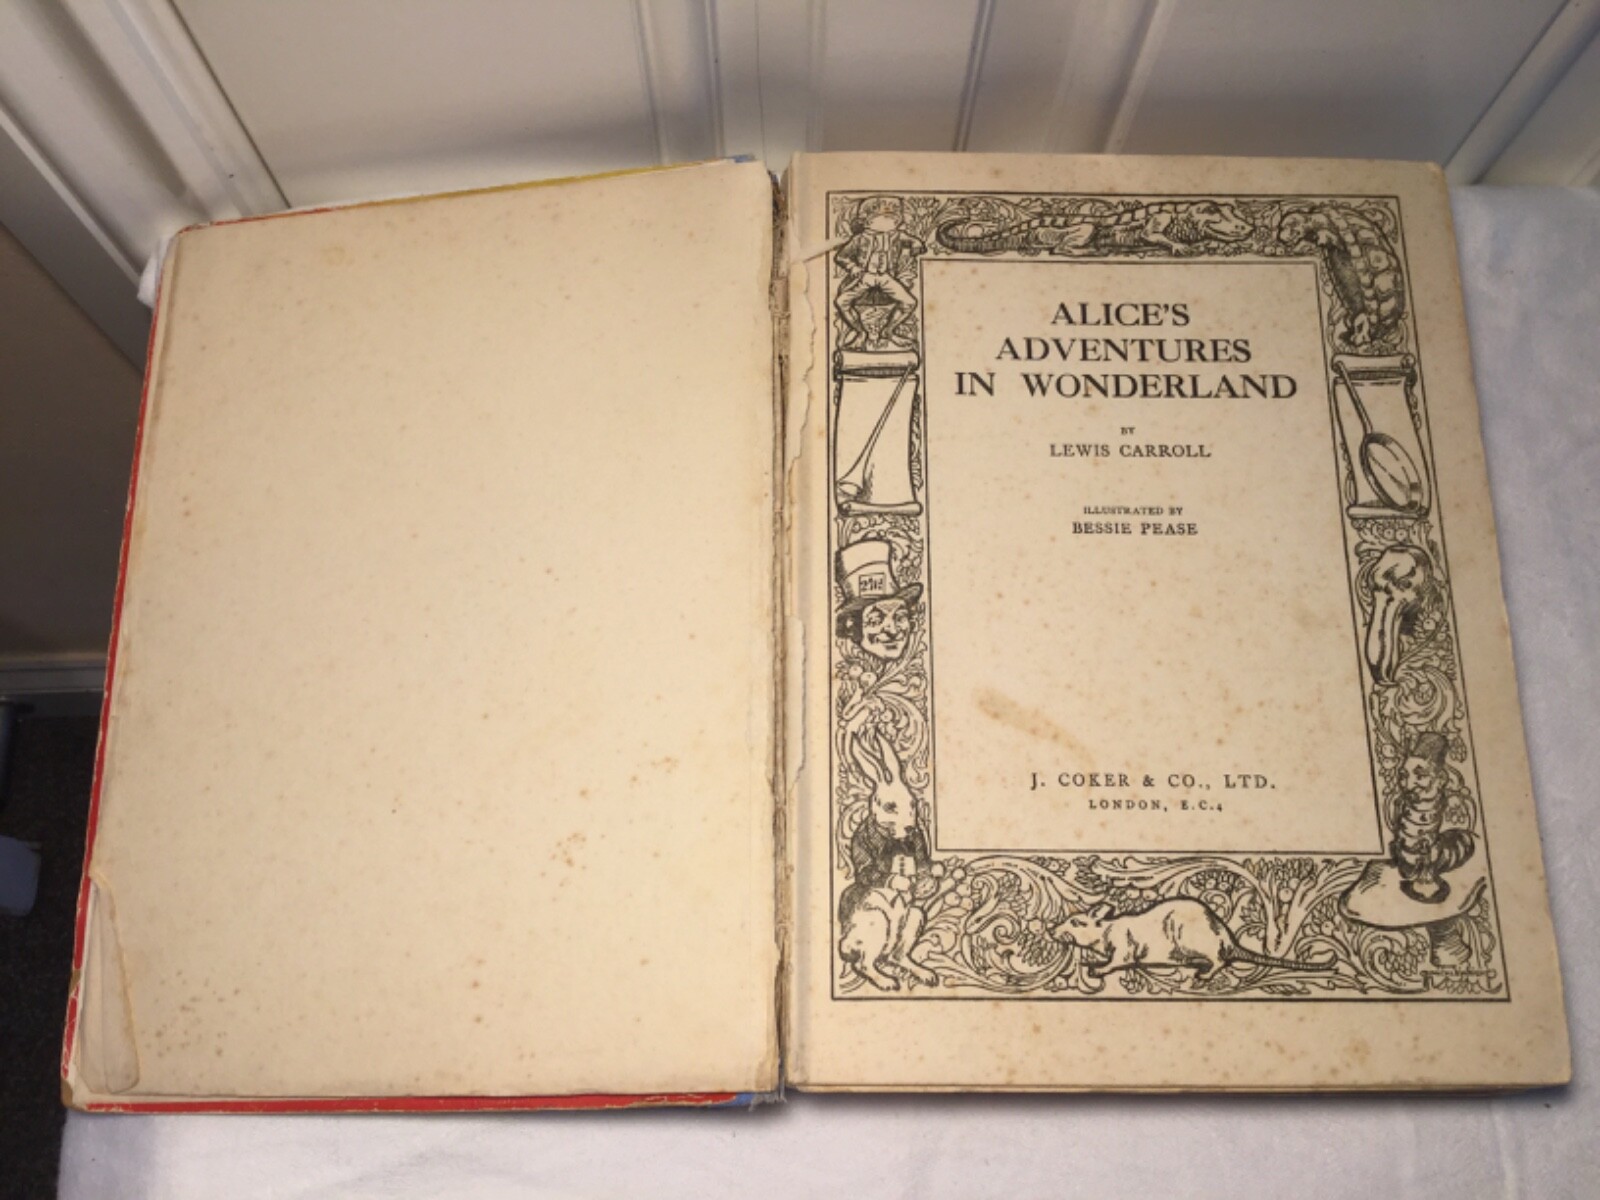 ALICE'S
ADVENTURES
IN WONDERLAND
BY
LEWIS CARROLL
ILLUSTRATED BY
BESSIE PEASE
J. COKER & CO., LTD.
LONDON, E.C.4